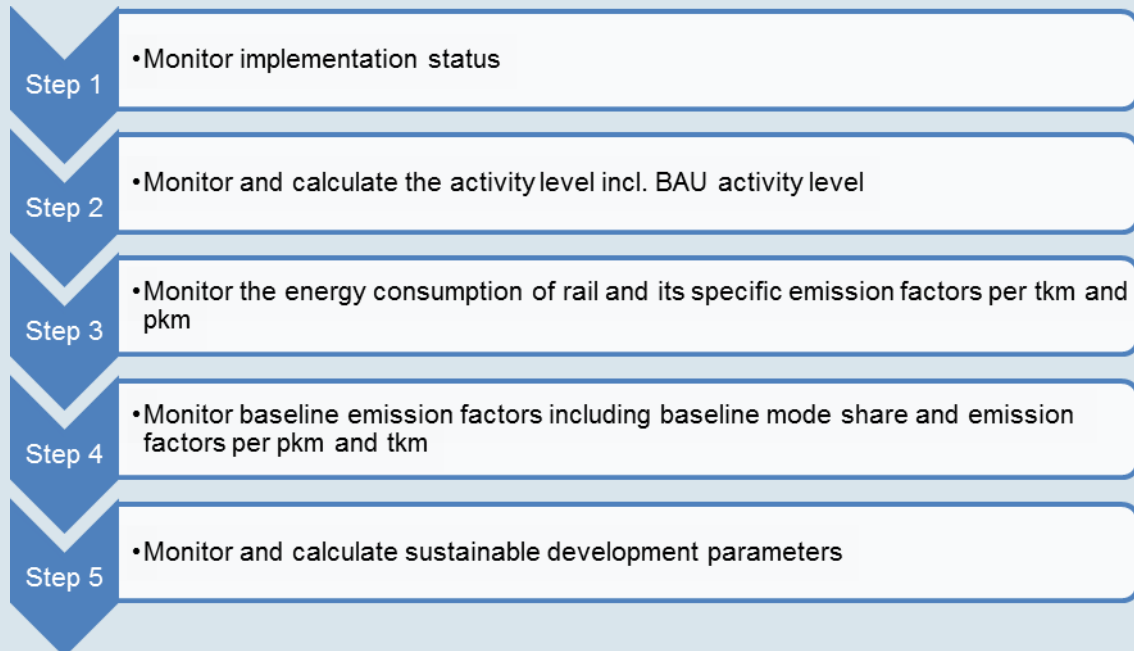 Step 1
•Monitor implementation status
Step 2
•Monitor and calculate the activity level incl. BAU activity level
Step 3
•Monitor the energy consumption of rail and its specific emission factors per tkm and
pkm
Step 4
•Monitor baseline emission factors including baseline mode share and emission
factors per pkm and tkm
Step 5
•Monitor and calculate sustainable development parameters